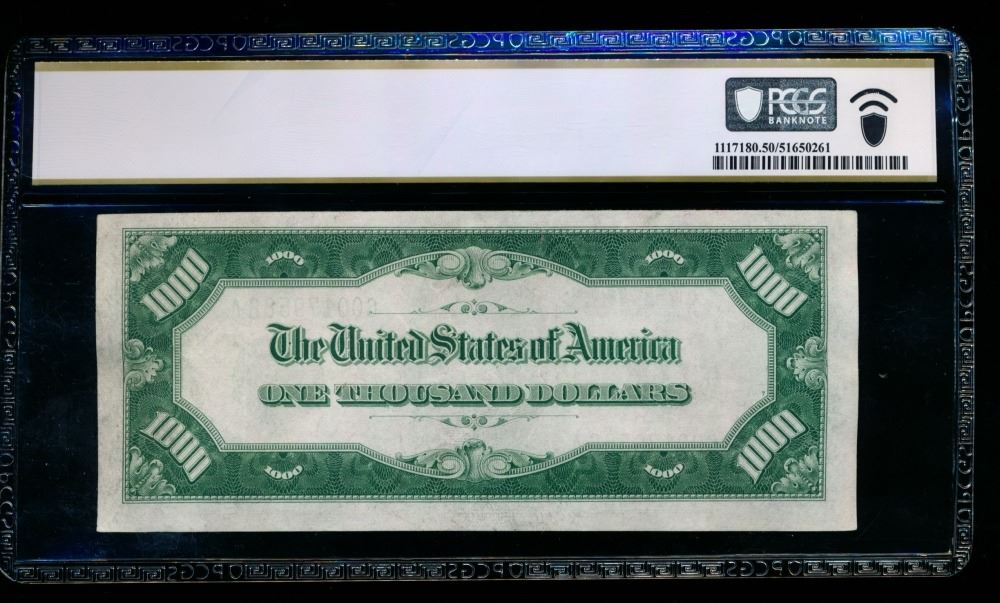 PCGS
BANKNOTE
1117180.50/51650261
1000 1000 1000 1000
The United States of America
ONE THOUSAND DOLLARS
1000 1000 1000 1000